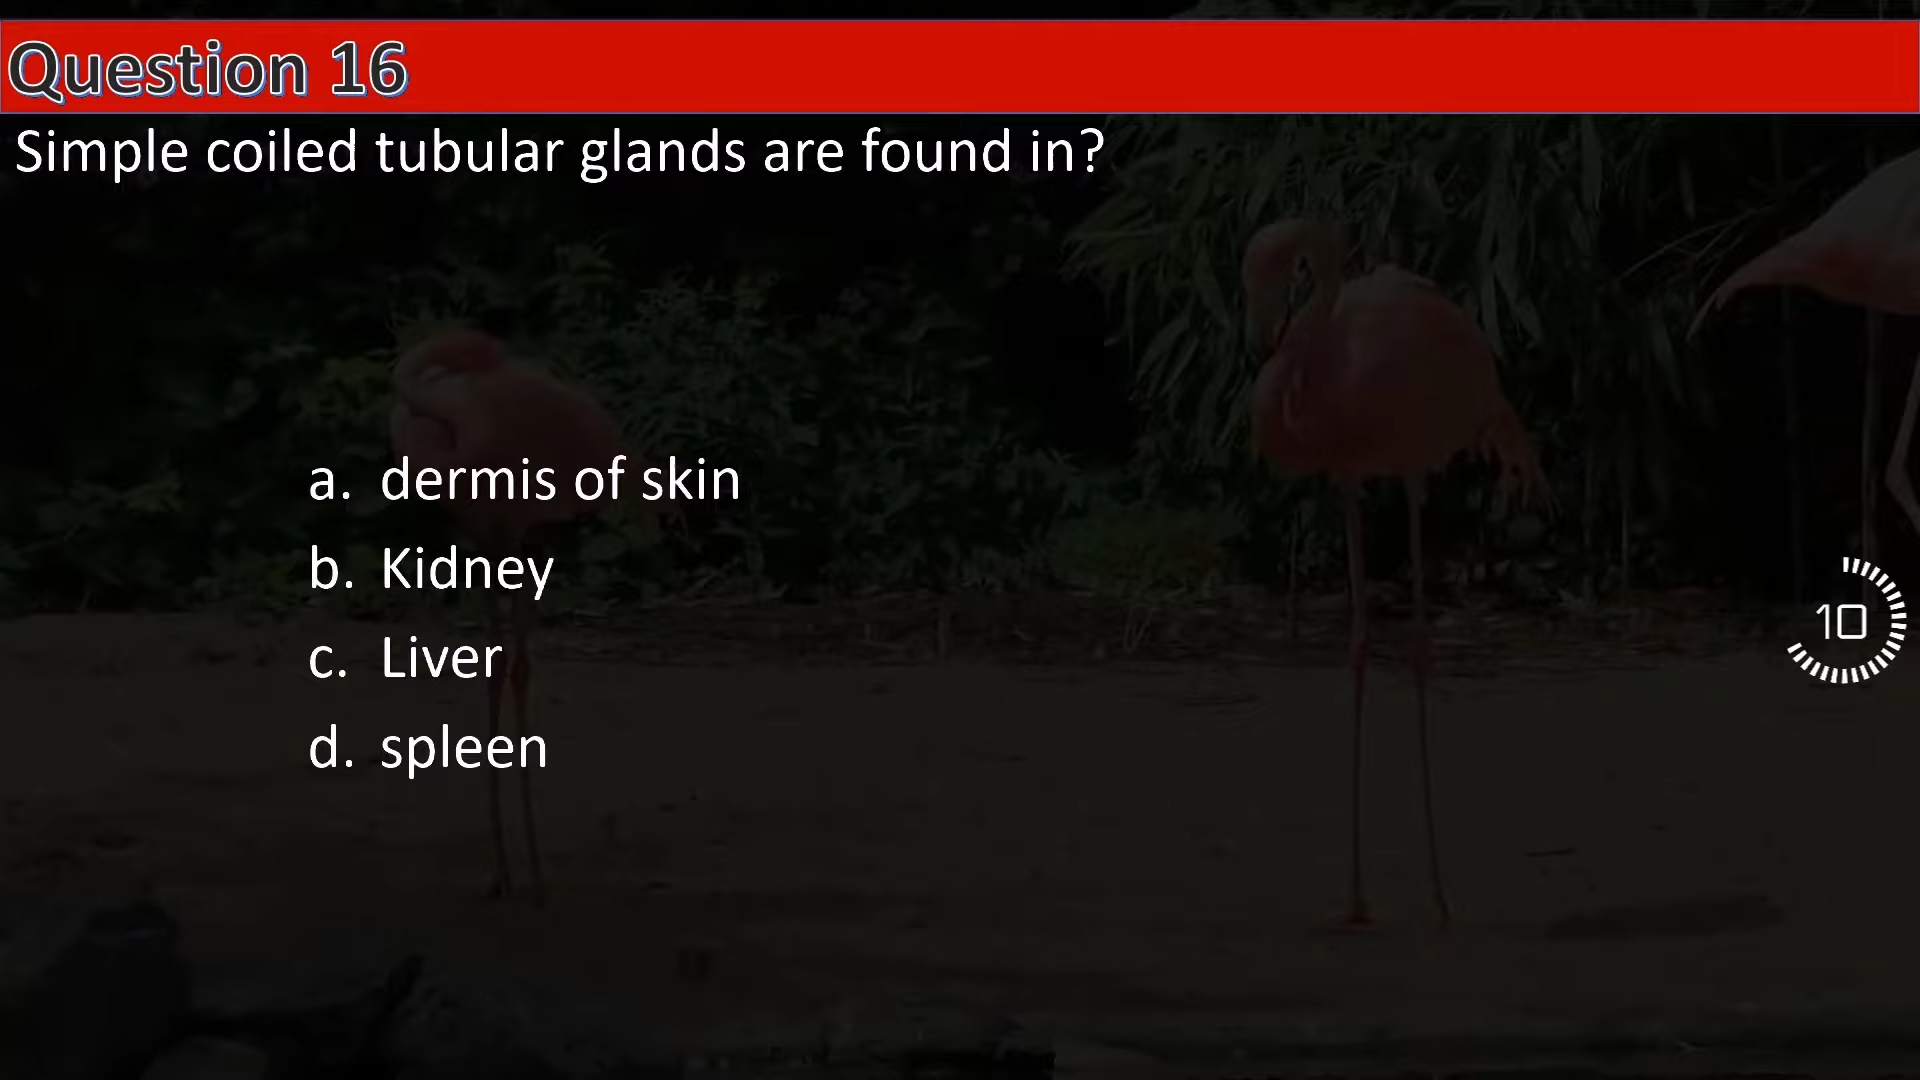 Question 16
Simple coiled tubular glands are found in?
a. dermis of skin
b. Kidney
10
c. Liver
d. spleen